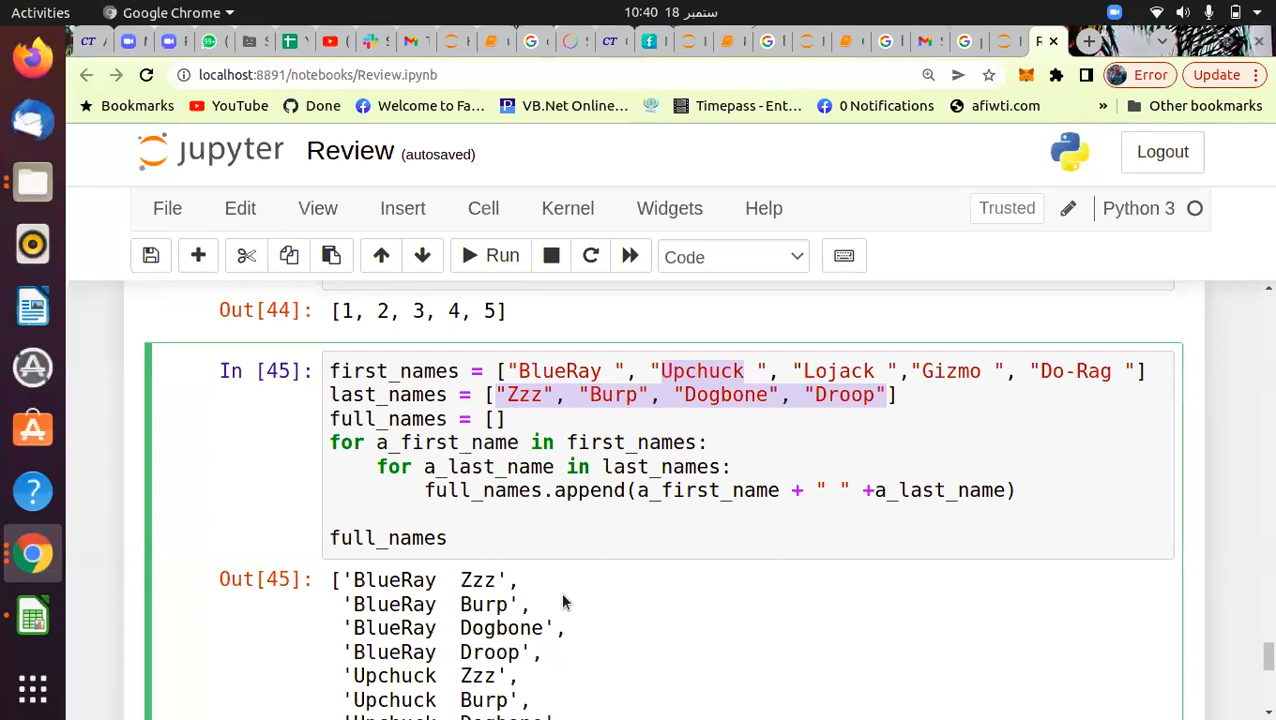 Activities Google Chrome 10:40 18 ستمبر
CT 99+ CT
localhost:8891/notebooks/Review.ipynb Error Update
Bookmarks YouTube Done Welcome to Fa... VB.Net Online... Timepass - Ent... 0 Notifications afiwti.com » Other bookmarks
jupyter Review (autosaved) Logout
File Edit View Insert Cell Kernel Help Trusted Python 3
Run Code
Out[44]: [1, 2, 3, 4, 5]
In [45]: first_names = ["BlueRay ", "Upchuck ", "Lojack ","Gizmo ", "Do-Rag "]
last_names = ["Zzz", "Burp", "Dogbone", "Droop"]
full_names = []
for a_first_name in first_names:
for a_last_name in last_names:
full_names.append(a_first_name + " " +a_last_name)
full_names
Out[45]: ['BlueRay  Zzz',
'BlueRay  Burp',
'BlueRay  Dogbone',
'BlueRay  Droop',
'Upchuck  Zzz',
'Upchuck  Burp',